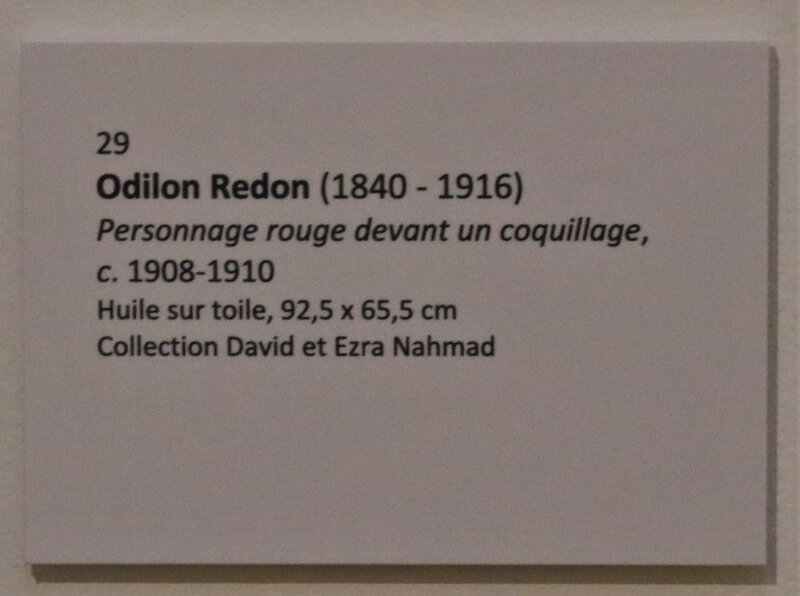 29
Odilon Redon (1840 - 1916)
Personnage rouge devant un coquillage,
c. 1908-1910
Huile sur toile, 92,5 x 65,5 cm
Collection David et Ezra Nahmad